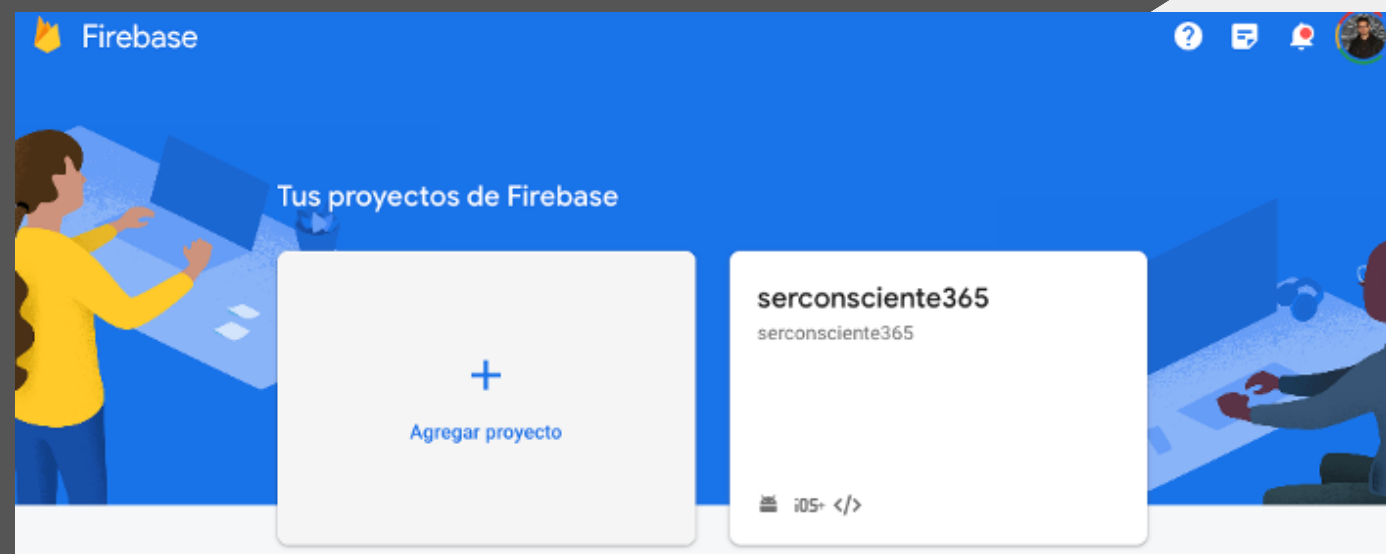 Firebase
Tus proyectos de Firebase
+
Agregar proyecto
serconsciente365
serconsciente365
iOS+ </>